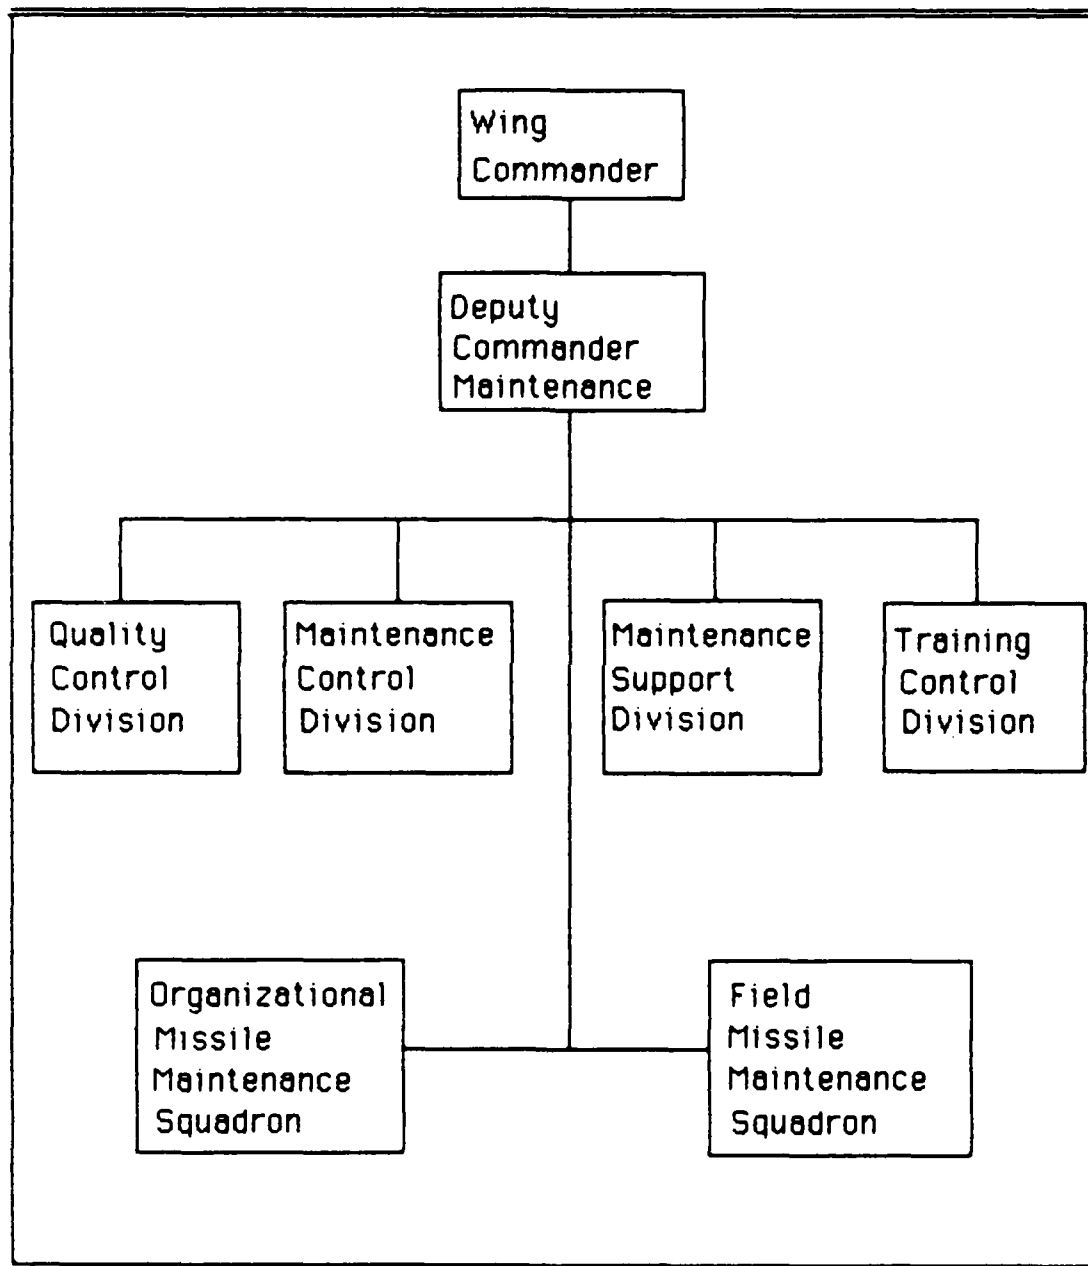 Wing
Commander
Deputy
Commander
Maintenance
Quality
Control
Division
Maintenance
Control
Division
Maintenance
Support
Division
Training
Control
Division
Organizational
Missile
Maintenance
Squadron
Field
Missile
Maintenance
Squadron